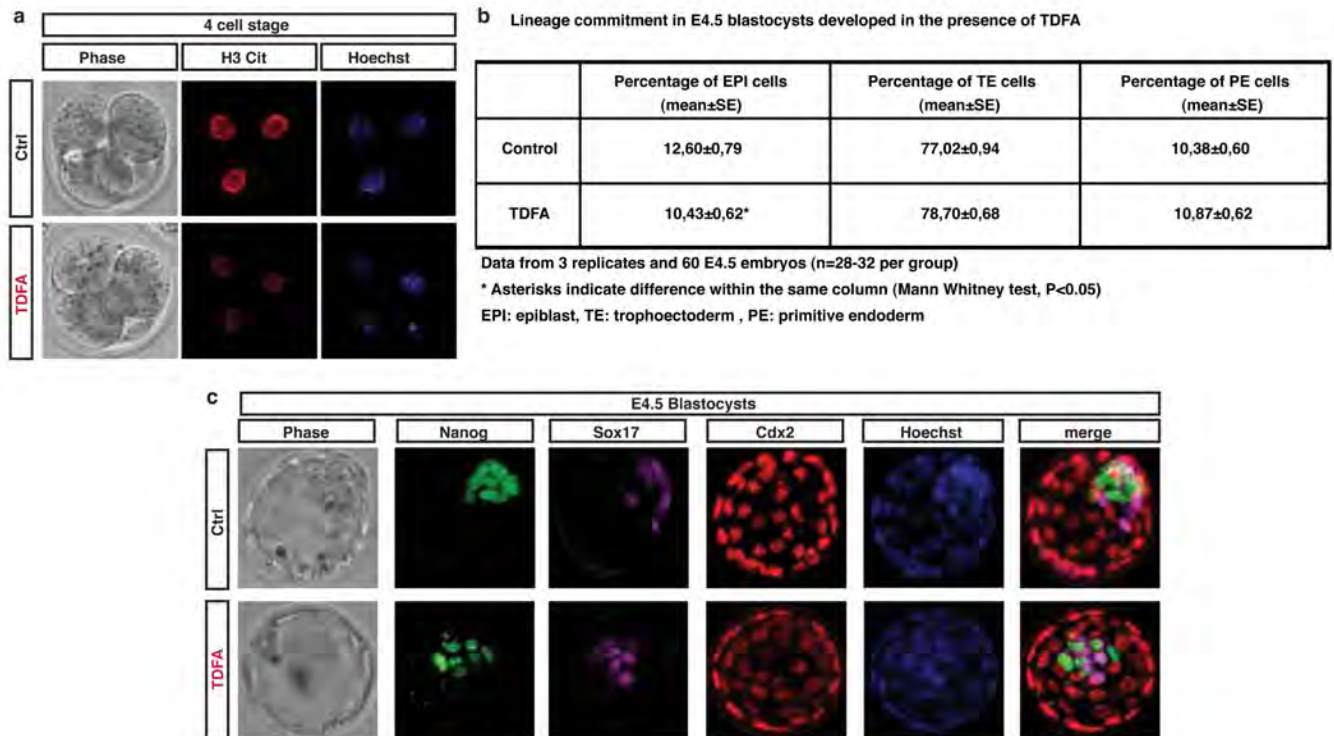 a
4 cell stage
Phase H3 Cit Hoechst
Ctrl
TDFA
b Lineage commitment in E4.5 blastocysts developed in the presence of TDFA
Percentage of EPI cells Percentage of TE cells Percentage of PE cells
(mean±SE) (mean±SE) (mean±SE)
Control 12,60±0,79 77,02±0,94 10,38±0,60
TDFA 10,43±0,62* 78,70±0,68 10,87±0,62
Data from 3 replicates and 60 E4.5 embryos (n=28-32 per group)
* Asterisks indicate difference within the same column (Mann Whitney test, P<0.05)
EPI: epiblast, TE: trophoectoderm , PE: primitive endoderm
c
E4.5 Blastocysts
Phase Nanog Sox17 Cdx2 Hoechst merge
Ctrl
TDFA